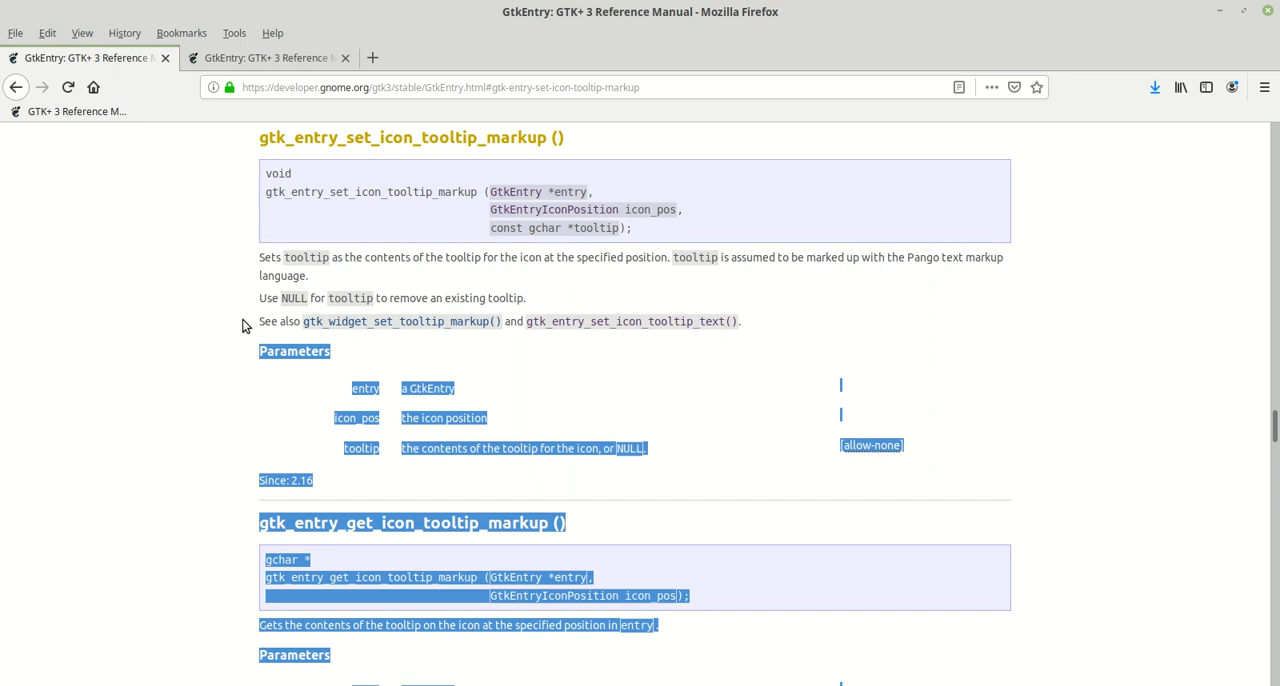 GtkEntry: GTK+ 3 Reference Manual - Mozilla Firefox
File Edit View History Bookmarks Tools Help
GtkEntry: GTK+ 3 Reference M
GtkEntry: GTK+ 3 Reference M
https://developer.gnome.org/gtk3/stable/GtkEntry.html#gtk-entry-set-icon-tooltip-markup
GTK+ 3 Reference M...
gtk_entry_set_icon_tooltip_markup ()
void
gtk_entry_set_icon_tooltip_markup (GtkEntry *entry,
GtkEntryIconPosition icon_pos,
const gchar *tooltip);
Sets tooltip as the contents of the tooltip for the icon at the specified position. tooltip is assumed to be marked up with the Pango text markup
language.
Use NULL for tooltip to remove an existing tooltip.
See also gtk_widget_set_tooltip_markup() and gtk_entry_set_icon_tooltip_text().
Parameters
entry a GtkEntry
icon_pos the icon position
tooltip the contents of the tooltip for the icon, or NULL. [allow-none]
Since: 2.16
gtk_entry_get_icon_tooltip_markup ()
gchar *
gtk_entry_get_icon_tooltip_markup (GtkEntry *entry,
GtkEntryIconPosition icon_pos);
Gets the contents of the tooltip on the icon at the specified position in entry.
Parameters